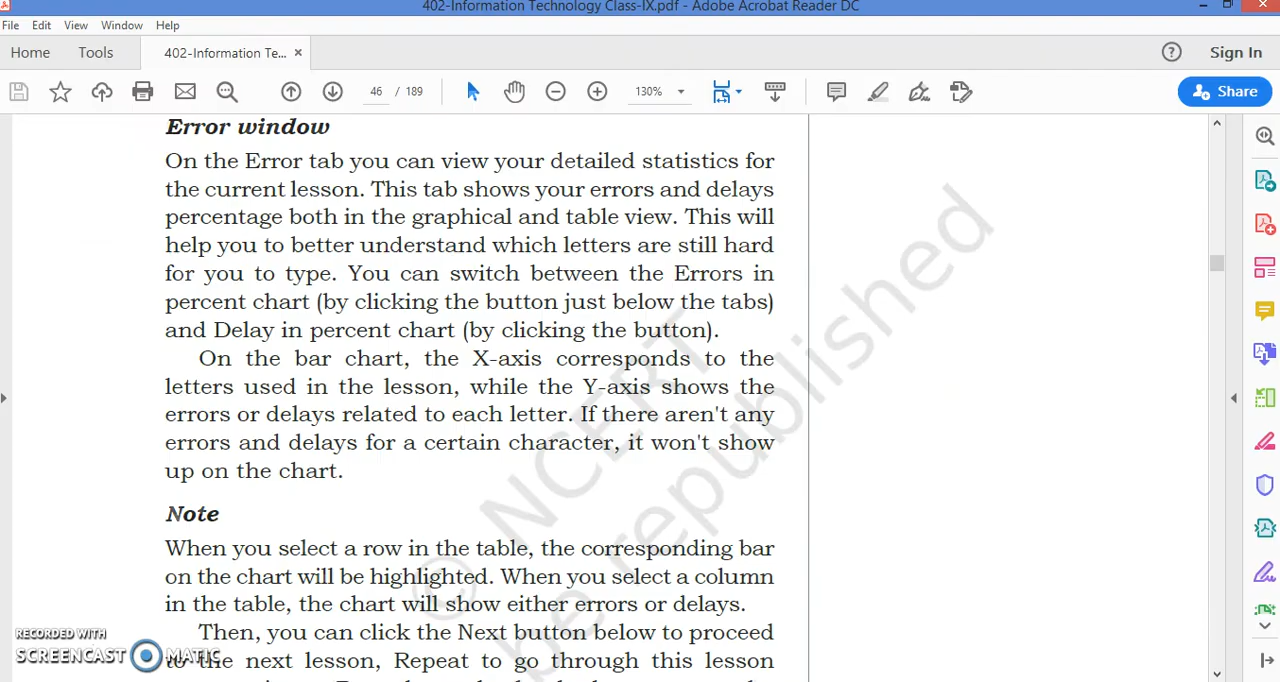 402-Information Technology Class-IX.pdf - Adobe Acrobat Reader DC
File Edit View Window Help
Home Tools 402-Information Te... × Sign In
46 / 189 130% Share
Error window
On the Error tab you can view your detailed statistics for
the current lesson. This tab shows your errors and delays
percentage both in the graphical and table view. This will
help you to better understand which letters are still hard
for you to type. You can switch between the Errors in
percent chart (by clicking the button just below the tabs)
and Delay in percent chart (by clicking the button).
On the bar chart, the X-axis corresponds to the
letters used in the lesson, while the Y-axis shows the
errors or delays related to each letter. If there aren't any
errors and delays for a certain character, it won't show
up on the chart.
Note
When you select a row in the table, the corresponding bar
on the chart will be highlighted. When you select a column
in the table, the chart will show either errors or delays.
Then, you can click the Next button below to proceed
to the next lesson, Repeat to go through this lesson
© NCERT
be republished
RECORDED WITH
SCREENCAST MATIC